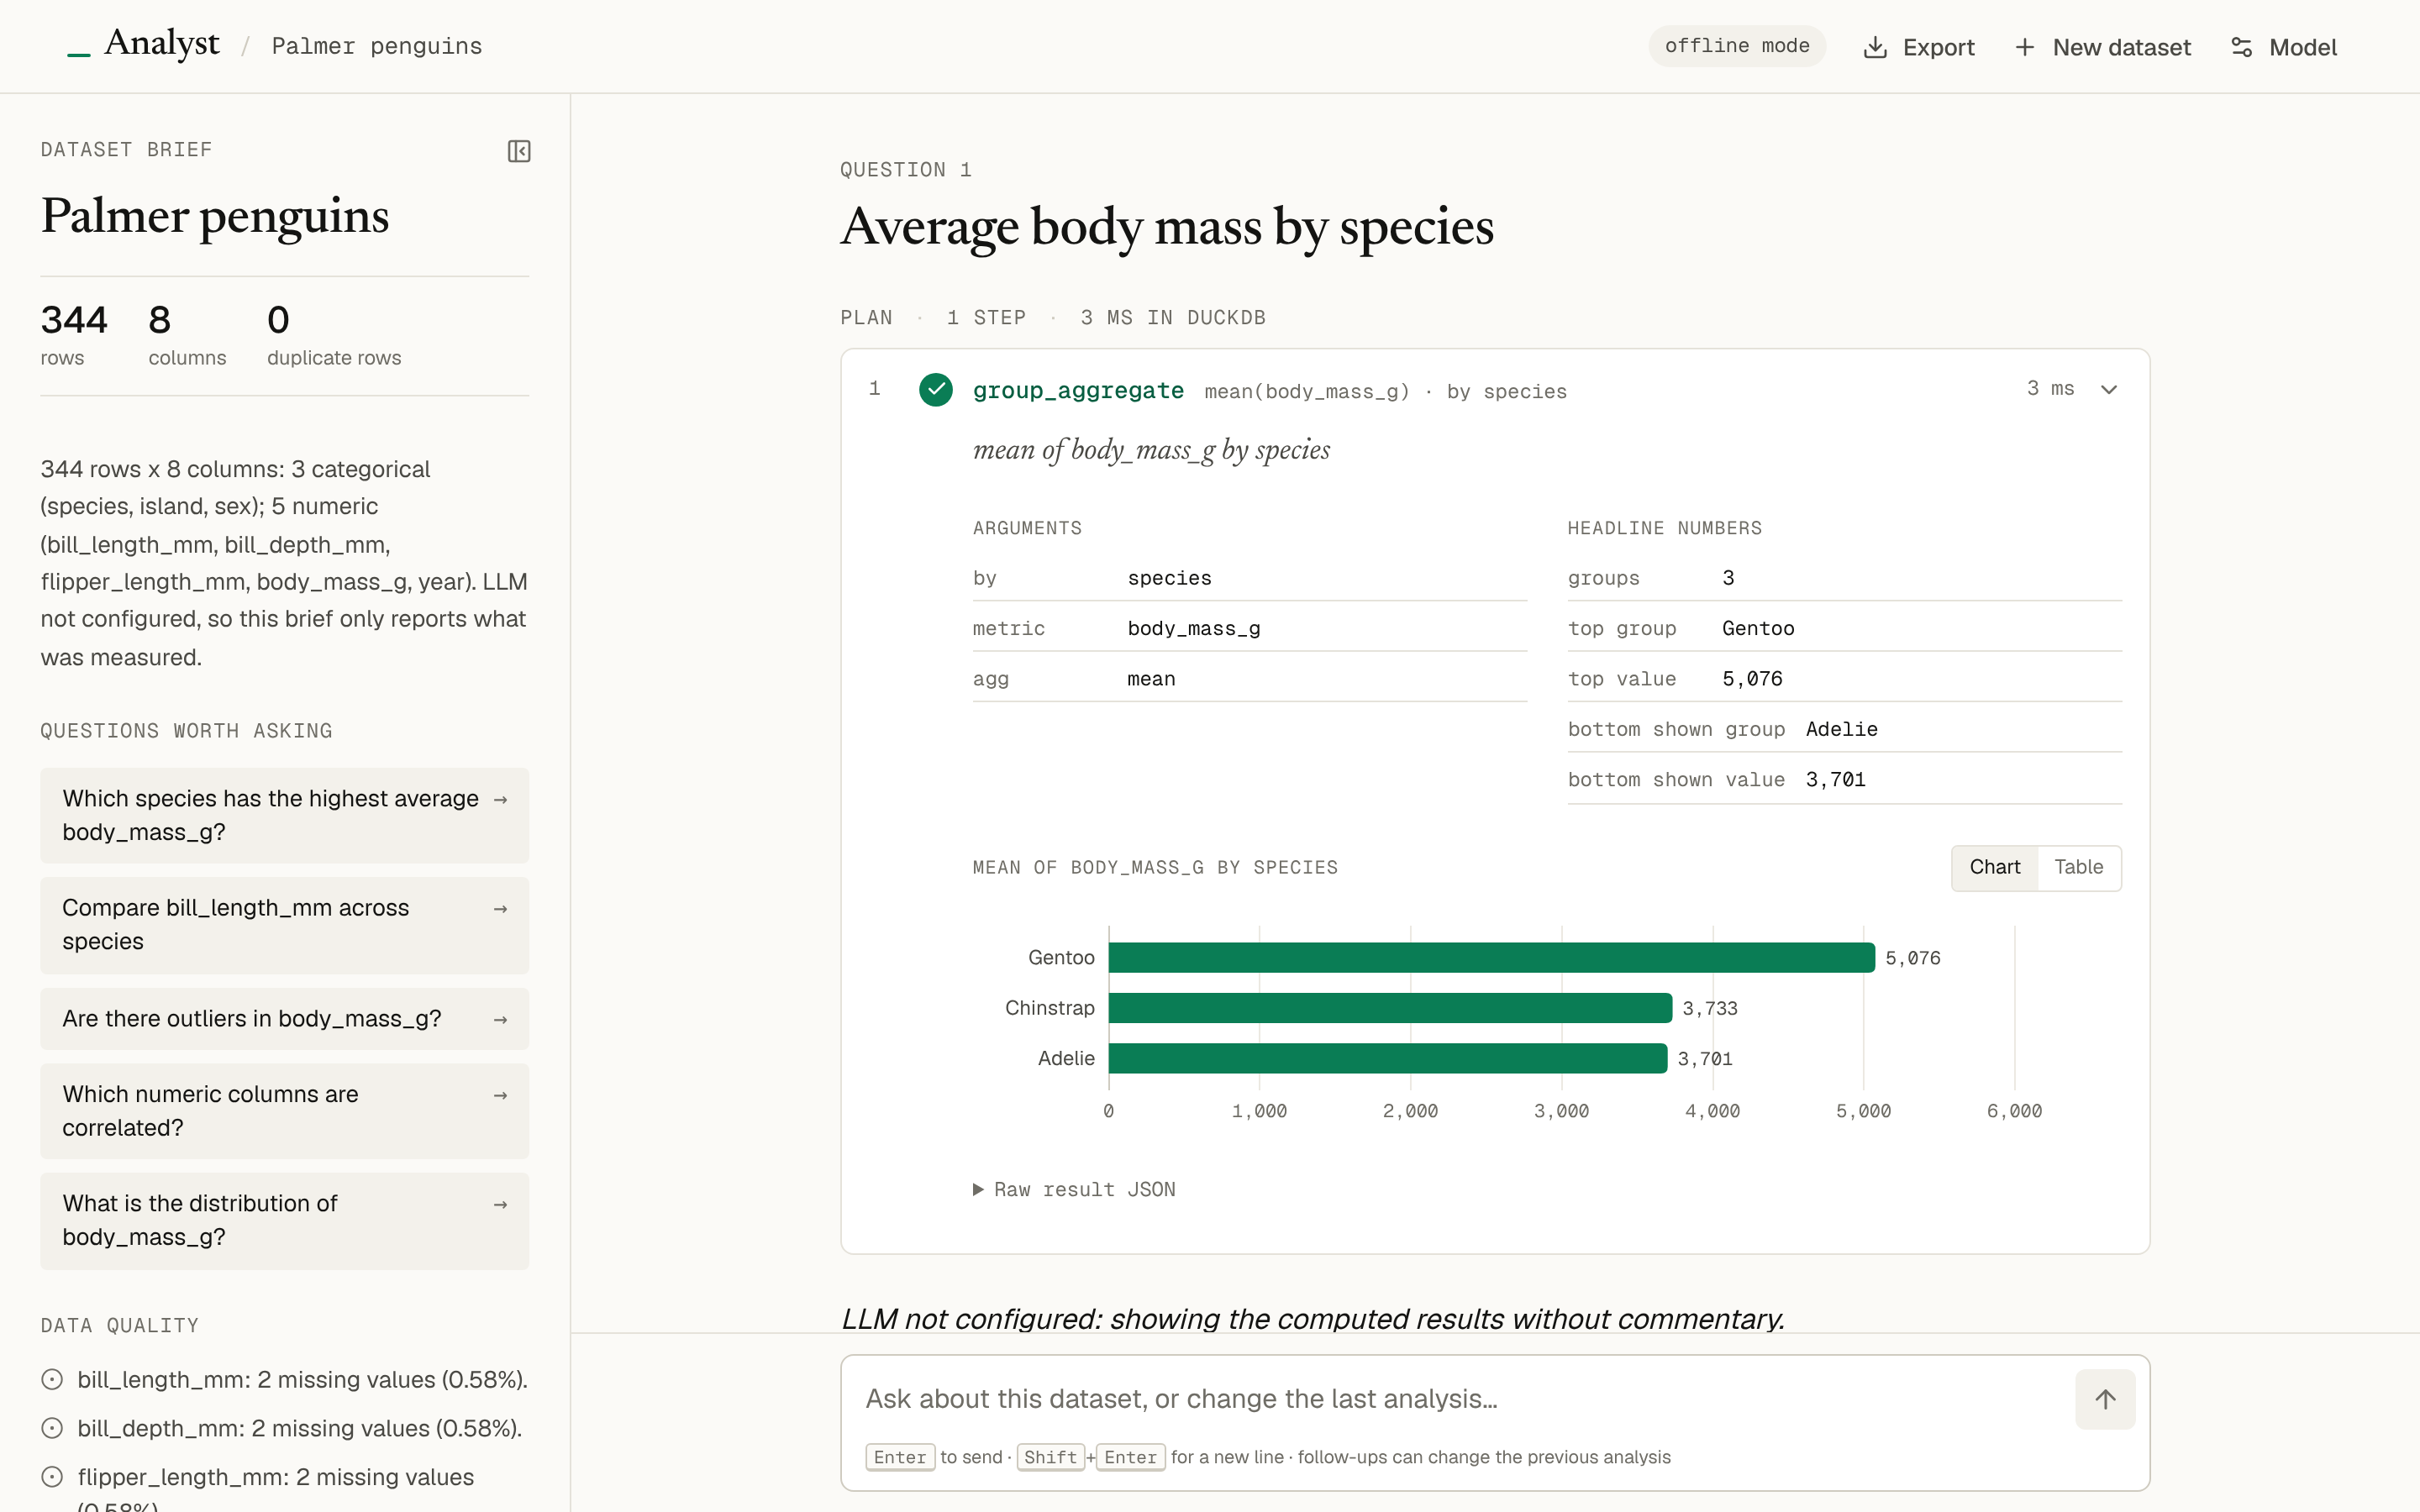 Analyst / Palmer penguins
offline mode
Export
New dataset
Model
DATASET BRIEF
Palmer penguins
344 8 0
rows columns duplicate rows
344 rows x 8 columns: 3 categorical
(species, island, sex); 5 numeric
(bill_length_mm, bill_depth_mm,
flipper_length_mm, body_mass_g, year). LLM
not configured, so this brief only reports what
was measured.
QUESTIONS WORTH ASKING
Which species has the highest average →
body_mass_g?
Compare bill_length_mm across →
species
Are there outliers in body_mass_g? →
Which numeric columns are →
correlated?
What is the distribution of →
body_mass_g?
DATA QUALITY
bill_length_mm: 2 missing values (0.58%).
bill_depth_mm: 2 missing values (0.58%).
flipper_length_mm: 2 missing values
(0.58%).
QUESTION 1
Average body mass by species
PLAN · 1 STEP · 3 MS IN DUCKDB
1 group_aggregate mean(body_mass_g) · by species 3 ms
mean of body_mass_g by species
ARGUMENTS
by species
metric body_mass_g
agg mean
HEADLINE NUMBERS
groups 3
top group Gentoo
top value 5,076
bottom shown group Adelie
bottom shown value 3,701
MEAN OF BODY_MASS_G BY SPECIES
Chart Table
Gentoo 5,076
Chinstrap 3,733
Adelie 3,701
0 1,000 2,000 3,000 4,000 5,000 6,000
Raw result JSON
LLM not configured: showing the computed results without commentary.
Ask about this dataset, or change the last analysis...
Enter to send · Shift+Enter for a new line · follow-ups can change the previous analysis